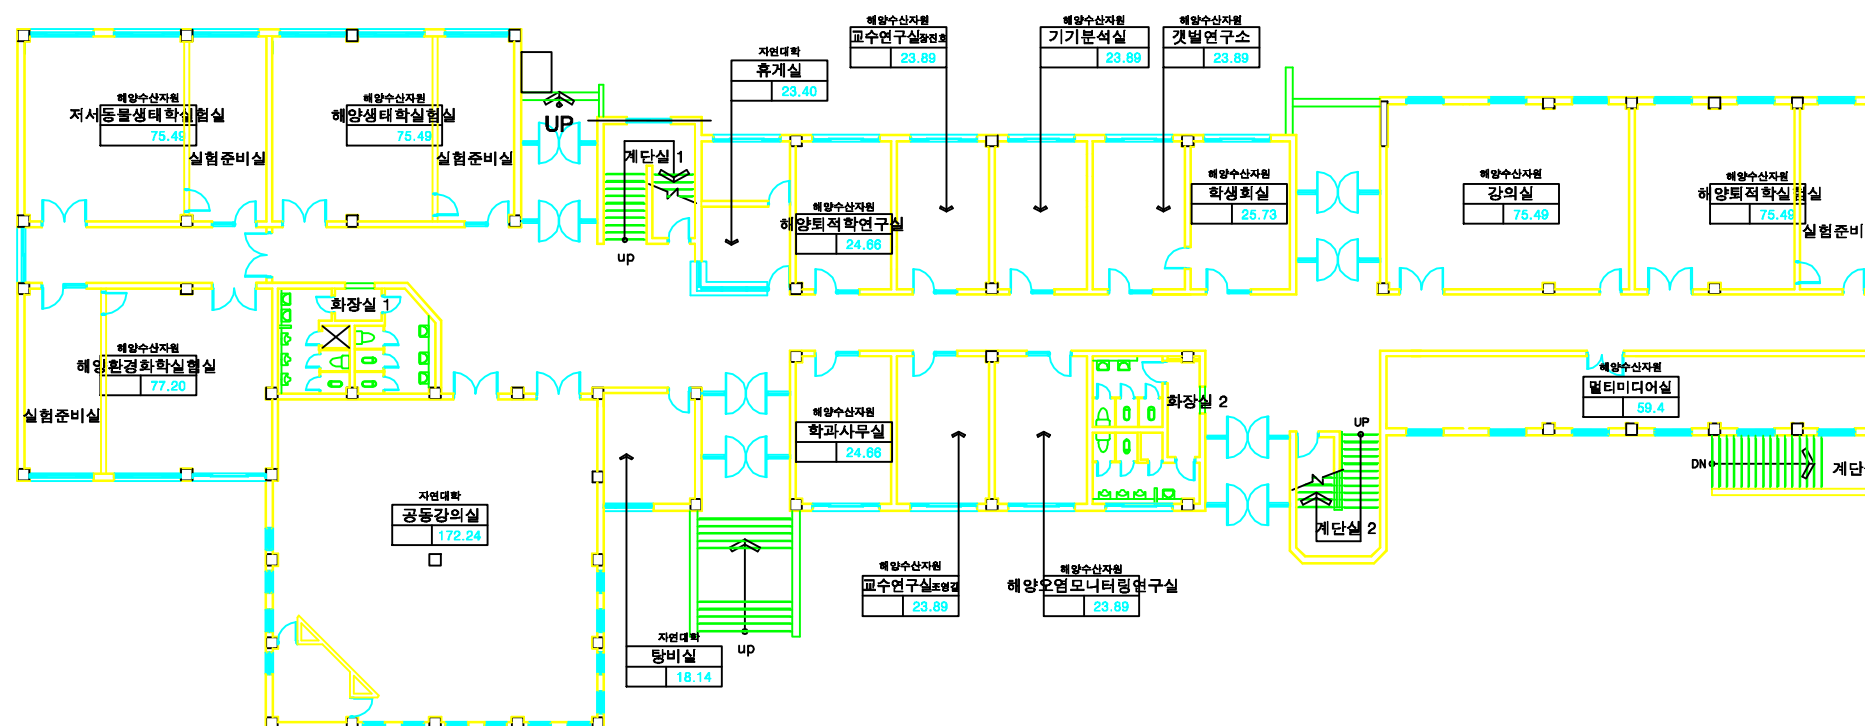 해양수산자원
저서동물생태학실험실
75.49
실험준비실
해양수산자원
해양생태학실험실
75.49
실험준비실
UP
계단실 1
up
자연대학
휴게실
23.40
해양수산자원
교수연구실장진호
23.89
해양수산자원
기기분석실
23.89
해양수산자원
갯벌연구소
23.89
해양수산자원
해양퇴적학연구실
24.66
해양수산자원
학생회실
25.73
해양수산자원
강의실
75.49
해양수산자원
해양퇴적학실험실
75.49
실험준비
화장실 1
해양수산자원
해양환경화학실험실
77.20
실험준비실
자연대학
공동강의실
172.24
자연대학
탕비실
18.14
up
해양수산자원
학과사무실
24.66
해양수산자원
교수연구실조영길
23.89
해양수산자원
해양오염모니터링연구실
23.89
화장실 2
UP
계단실 2
해양수산자원
멀티미디어실
59.4
DN
계단